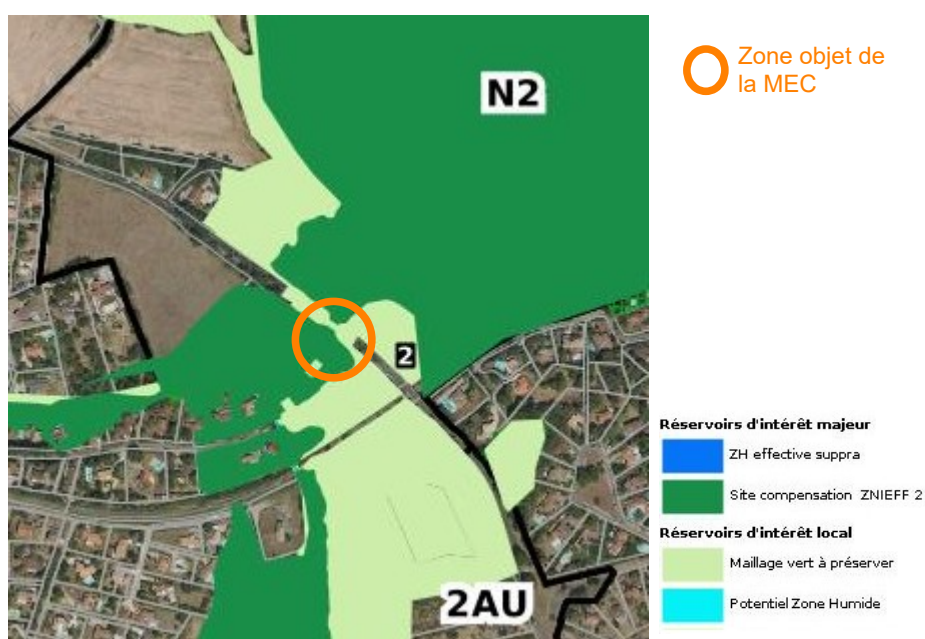 N2
2
2AU
Zone objet de
la MEC
Réservoirs d'intérêt majeur
ZH effective suppra
Site compensation ZNIEFF 2
Réservoirs d'intérêt local
Maillage vert à préserver
Potentiel Zone Humide